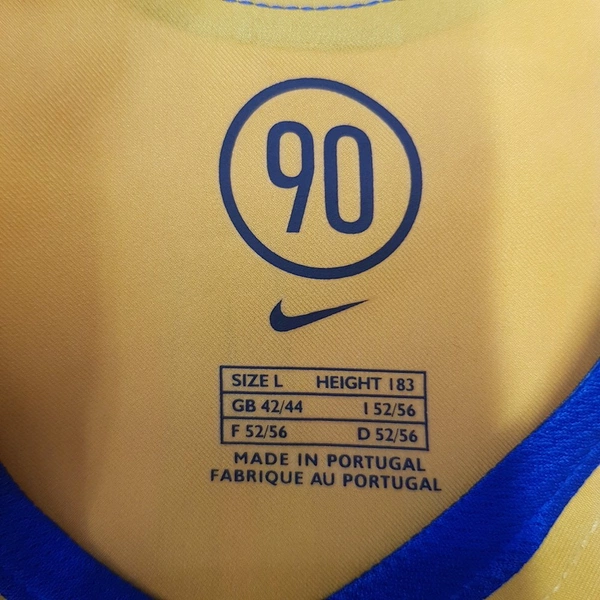 90
SIZE L HEIGHT 183
GB 42/44 I 52/56
F 52/56 D 52/56
MADE IN PORTUGAL
FABRIQUE AU PORTUGAL